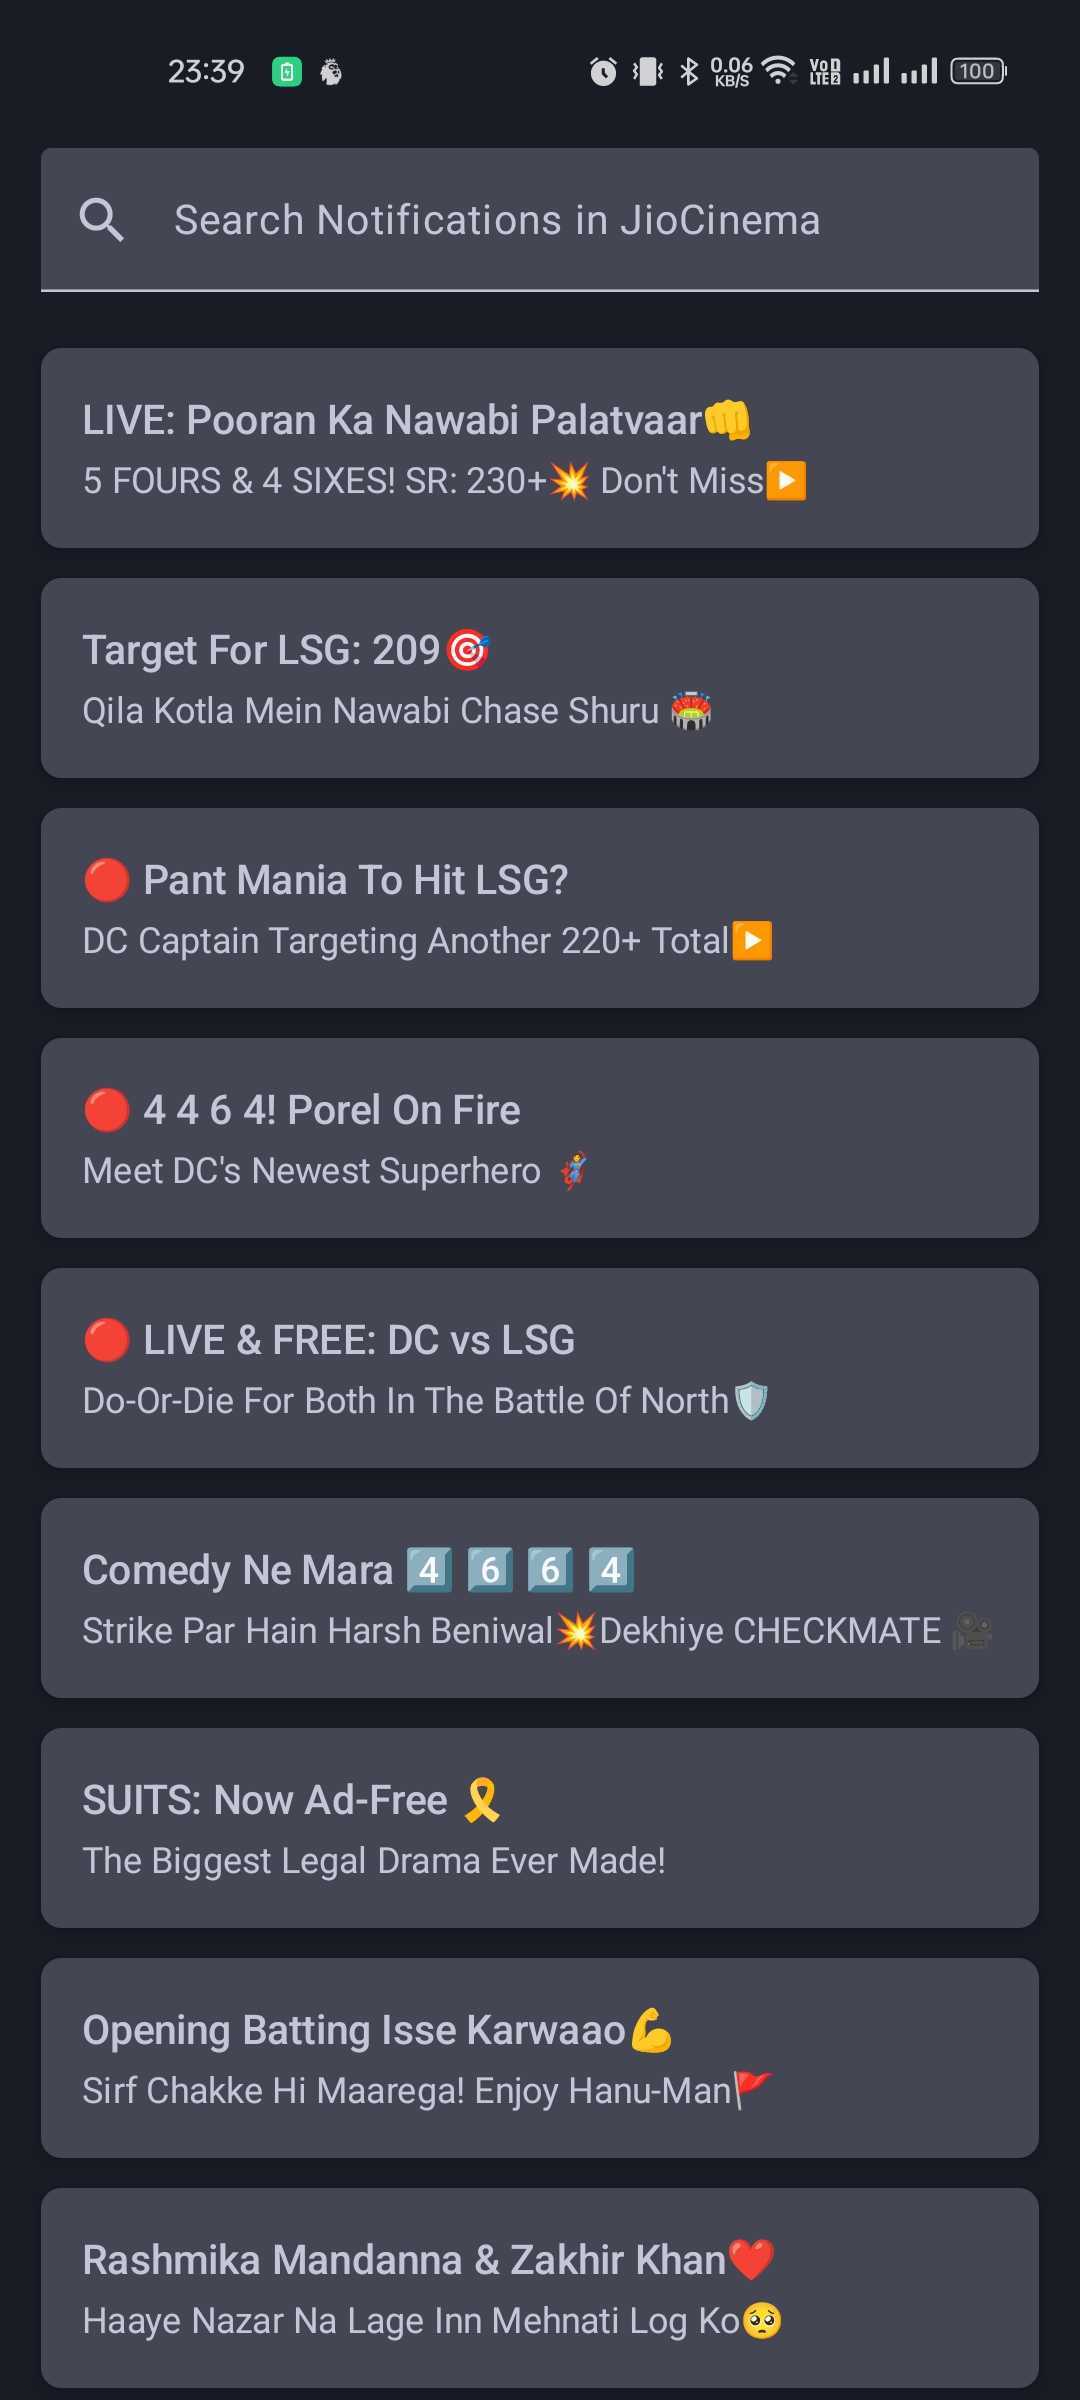 23:39
0.06 KB/S
VoD LTE2
100
Search Notifications in JioCinema
LIVE: Pooran Ka Nawabi Palatvaar👊
5 FOURS & 4 SIXES! SR: 230+💥 Don't Miss▶️
Target For LSG: 209🎯
Qila Kotla Mein Nawabi Chase Shuru 🏟️
🔴 Pant Mania To Hit LSG?
DC Captain Targeting Another 220+ Total▶️
🔴 4 4 6 4! Porel On Fire
Meet DC's Newest Superhero 🦸
🔴 LIVE & FREE: DC vs LSG
Do-Or-Die For Both In The Battle Of North🛡️
Comedy Ne Mara 4️⃣ 6️⃣ 6️⃣ 4️⃣
Strike Par Hain Harsh Beniwal💥Dekhiye CHECKMATE 🎥
SUITS: Now Ad-Free 🎗️
The Biggest Legal Drama Ever Made!
Opening Batting Isse Karwaao💪
Sirf Chakke Hi Maarega! Enjoy Hanu-Man🚩
Rashmika Mandanna & Zakhir Khan❤️
Haaye Nazar Na Lage Inn Mehnati Log Ko🥺